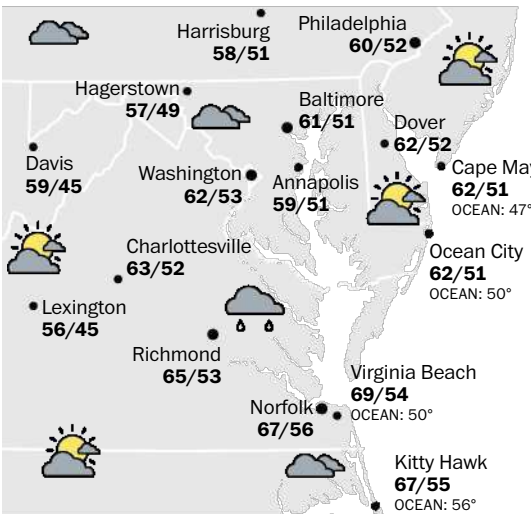 Harrisburg
58/51
Philadelphia
60/52
Hagerstown
57/49
Baltimore
61/51
Dover
62/52
Davis
59/45
Washington
62/53
Annapolis
59/51
Cape May
62/51
OCEAN: 47°
Charlottesville
63/52
Ocean City
62/51
OCEAN: 50°
Lexington
56/45
Richmond
65/53
Virginia Beach
69/54
OCEAN: 50°
Norfolk
67/56
Kitty Hawk
67/55
OCEAN: 56°